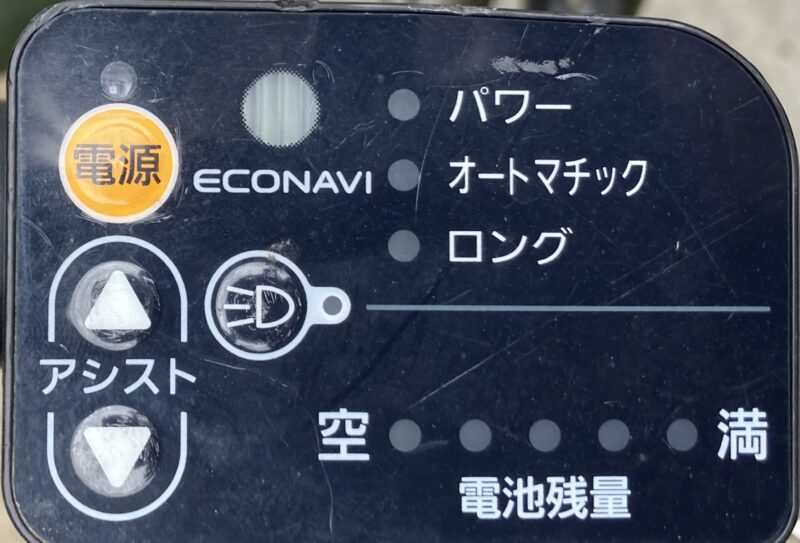 電源
ECONAVI
パワー
オートマチック
ロング
アシスト
空
満
電池残量